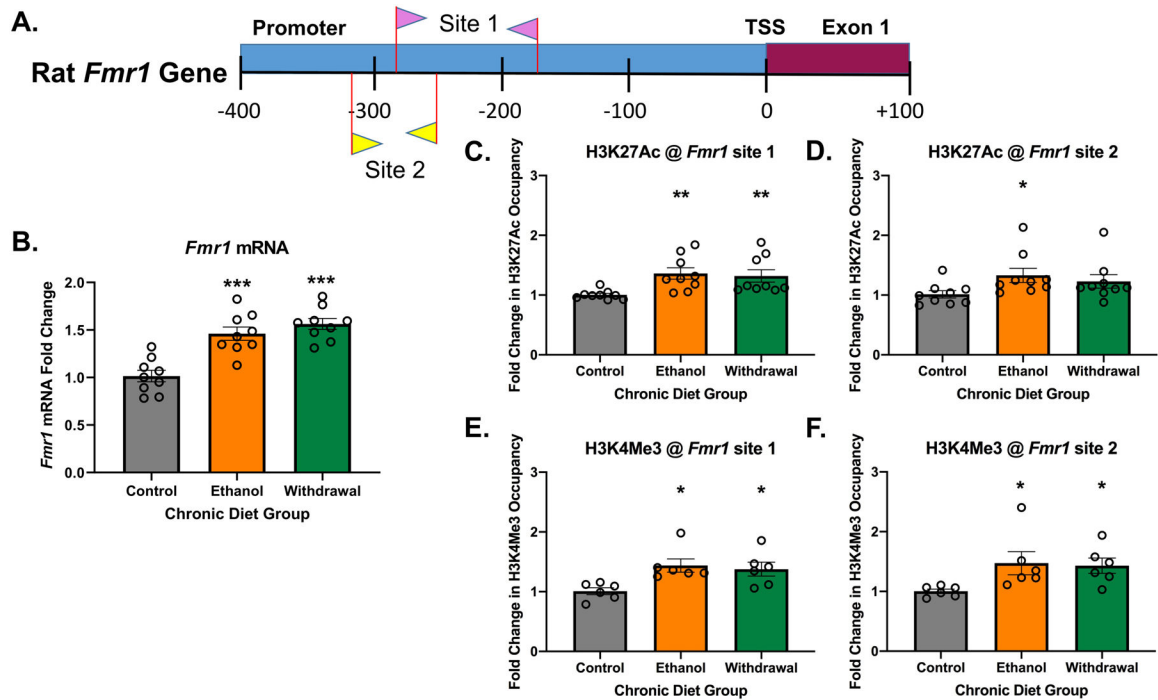 A.
Promoter
Site 1
TSS
Exon 1
Rat Fmr1 Gene
-400
-300
-200
-100
0
+100
Site 2
B.
Fmr1 mRNA
Fmr1 mRNA Fold Change
2.0
1.5
1.0
0.5
0.0
***
***
Control
Ethanol
Withdrawal
Chronic Diet Group
C.
H3K27Ac @ Fmr1 site 1
Fold Change in H3K27Ac Occupancy
3
2
1
0
**
**
Control
Ethanol
Withdrawal
Chronic Diet Group
D.
H3K27Ac @ Fmr1 site 2
Fold Change in H3K27Ac Occupancy
3
2
1
0
*
Control
Ethanol
Withdrawal
Chronic Diet Group
E.
H3K4Me3 @ Fmr1 site 1
Fold Change in H3K4Me3 Occupancy
3
2
1
0
*
*
Control
Ethanol
Withdrawal
Chronic Diet Group
F.
H3K4Me3 @ Fmr1 site 2
Fold Change in H3K4Me3 Occupancy
3
2
1
0
*
*
Control
Ethanol
Withdrawal
Chronic Diet Group